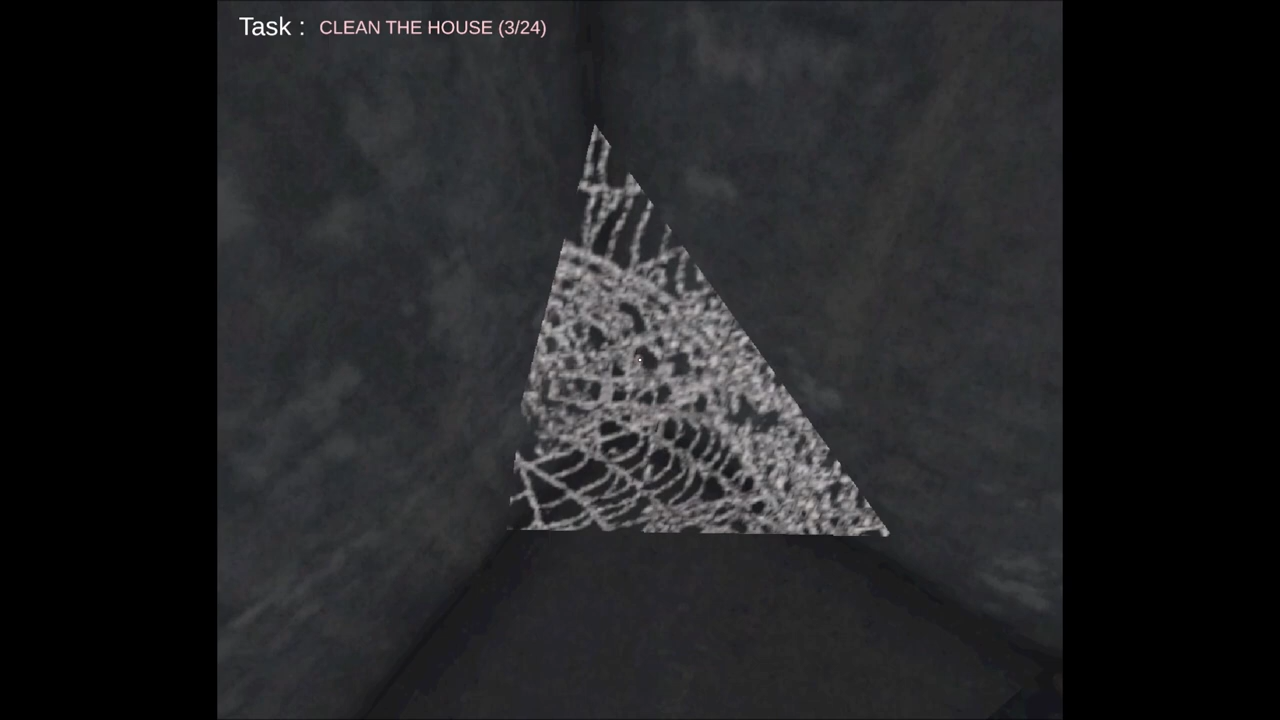 Task : CLEAN THE HOUSE (3/24)